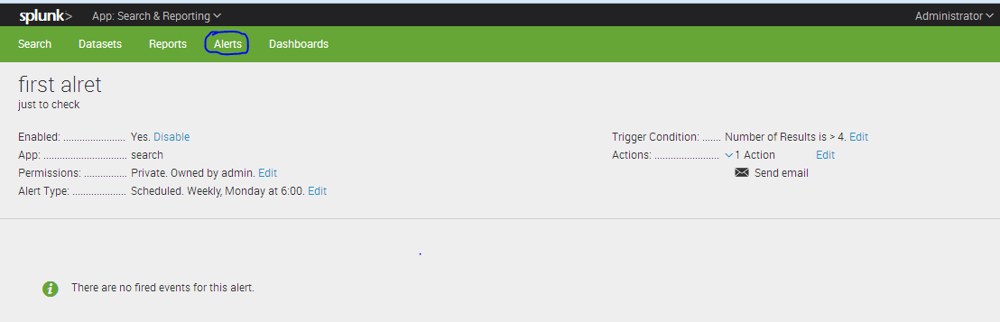 splunk> App: Search & Reporting Administrator
Search Datasets Reports Alerts Dashboards
first alret
just to check
Enabled: ....................... Yes. Disable
App: .............................. search
Permissions: ................ Private. Owned by admin. Edit
Alert Type: .................... Scheduled. Weekly, Monday at 6:00. Edit
Trigger Condition: ....... Number of Results is > 4. Edit
Actions: ........................ 1 Action Edit
Send email
There are no fired events for this alert.